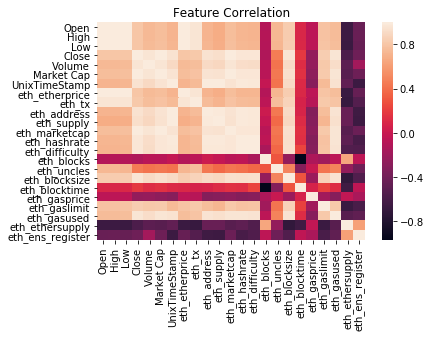 Feature Correlation
Open
High
Low
Close
Volume
Market Cap
UnixTimeStamp
eth_etherprice
eth_tx
eth_address
eth_supply
eth_marketcap
eth_hashrate
eth_difficulty
eth_blocks
eth_uncles
eth_blocksize
eth_blocktime
eth_gasprice
eth_gaslimit
eth_gasused
eth_ethersupply
eth_ens_register
0.8
0.4
0.0
−0.4
−0.8
Open
High
Low
Close
Volume
Market Cap
UnixTimeStamp
eth_etherprice
eth_tx
eth_address
eth_supply
eth_marketcap
eth_hashrate
eth_difficulty
eth_blocks
eth_uncles
eth_blocksize
eth_blocktime
eth_gasprice
eth_gaslimit
eth_gasused
eth_ethersupply
eth_ens_register